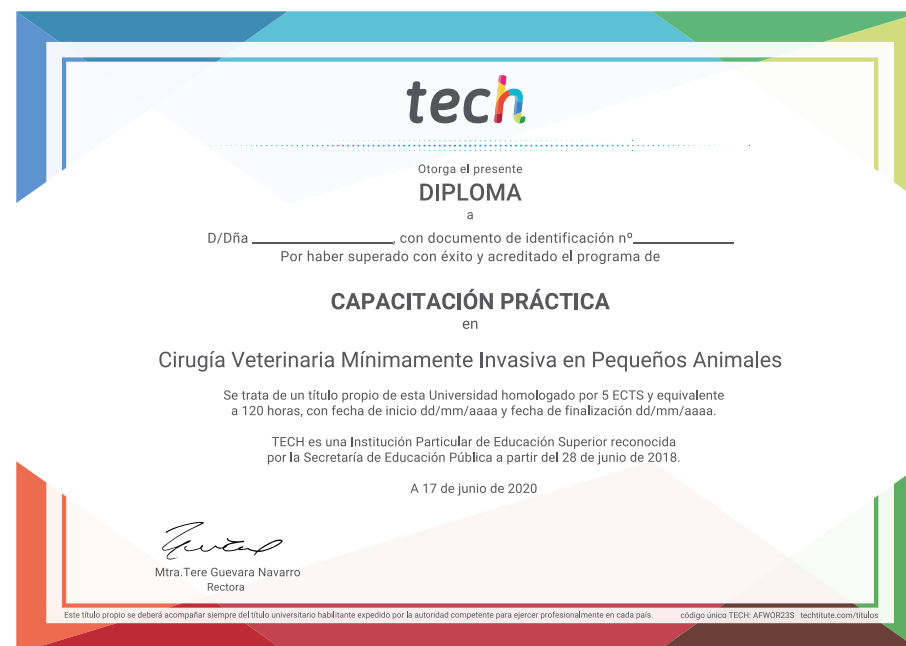 tech
Otorga el presente
DIPLOMA
a
D/Dña ____________________, con documento de identificación nº______________
Por haber superado con éxito y acreditado el programa de
CAPACITACIÓN PRÁCTICA
en
Cirugía Veterinaria Mínimamente Invasiva en Pequeños Animales
Se trata de un título propio de esta Universidad homologado por 5 ECTS y equivalente
a 120 horas, con fecha de inicio dd/mm/aaaa y fecha de finalización dd/mm/aaaa.
TECH es una Institución Particular de Educación Superior reconocida
por la Secretaría de Educación Pública a partir del 28 de junio de 2018.
A 17 de junio de 2020
Mtra.Tere Guevara Navarro
Rectora
Este título propio se deberá acompañar siempre del título universitario habilitante expedido por la autoridad competente para ejercer profesionalmente en cada país. código único TECH: AFWOR23S techtitute.com/titulos